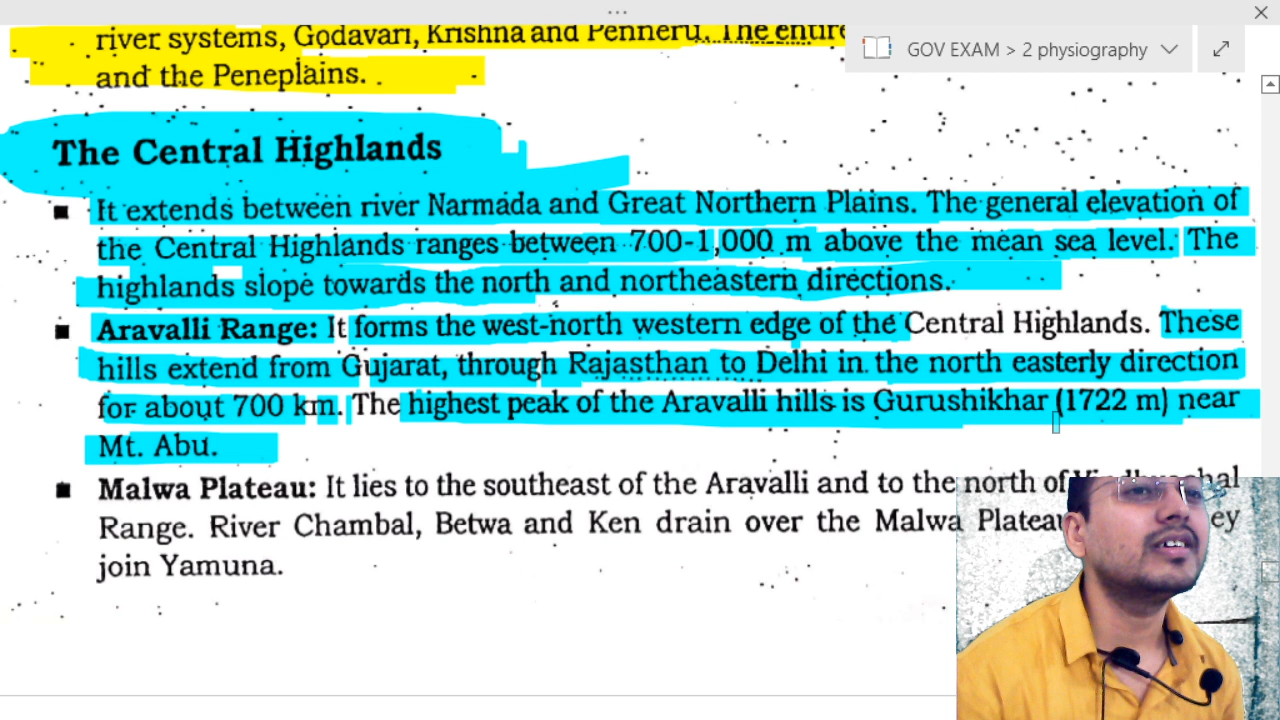 ...
river systems, Godavari, Krishna and Penneru. The entire
GOV EXAM > 2 physiography
and the Peneplains.
The Central Highlands
■ It extends between river Narmada and Great Northern Plains. The general elevation of
the Central Highlands ranges between 700-1,000 m above the mean sea level. The
highlands slope towards the north and northeastern directions.
■ Aravalli Range: It forms the west-north western edge of the Central Highlands. These
hills extend from Gujarat, through Rajasthan to Delhi in the north easterly direction
for about 700 km. The highest peak of the Aravalli hills is Gurushikhar (1722 m) near
Mt. Abu.
■ Malwa Plateau: It lies to the southeast of the Aravalli and to the north of
Range. River Chambal, Betwa and Ken drain over the Malwa
join Yamuna.